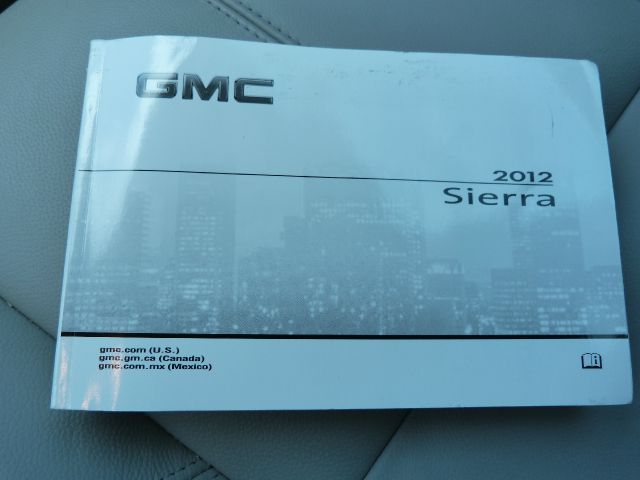 GMC
2012
Sierra
gmc.com (U.S.)
gmc.gm.ca (Canada)
gmc.com.mx (Mexico)